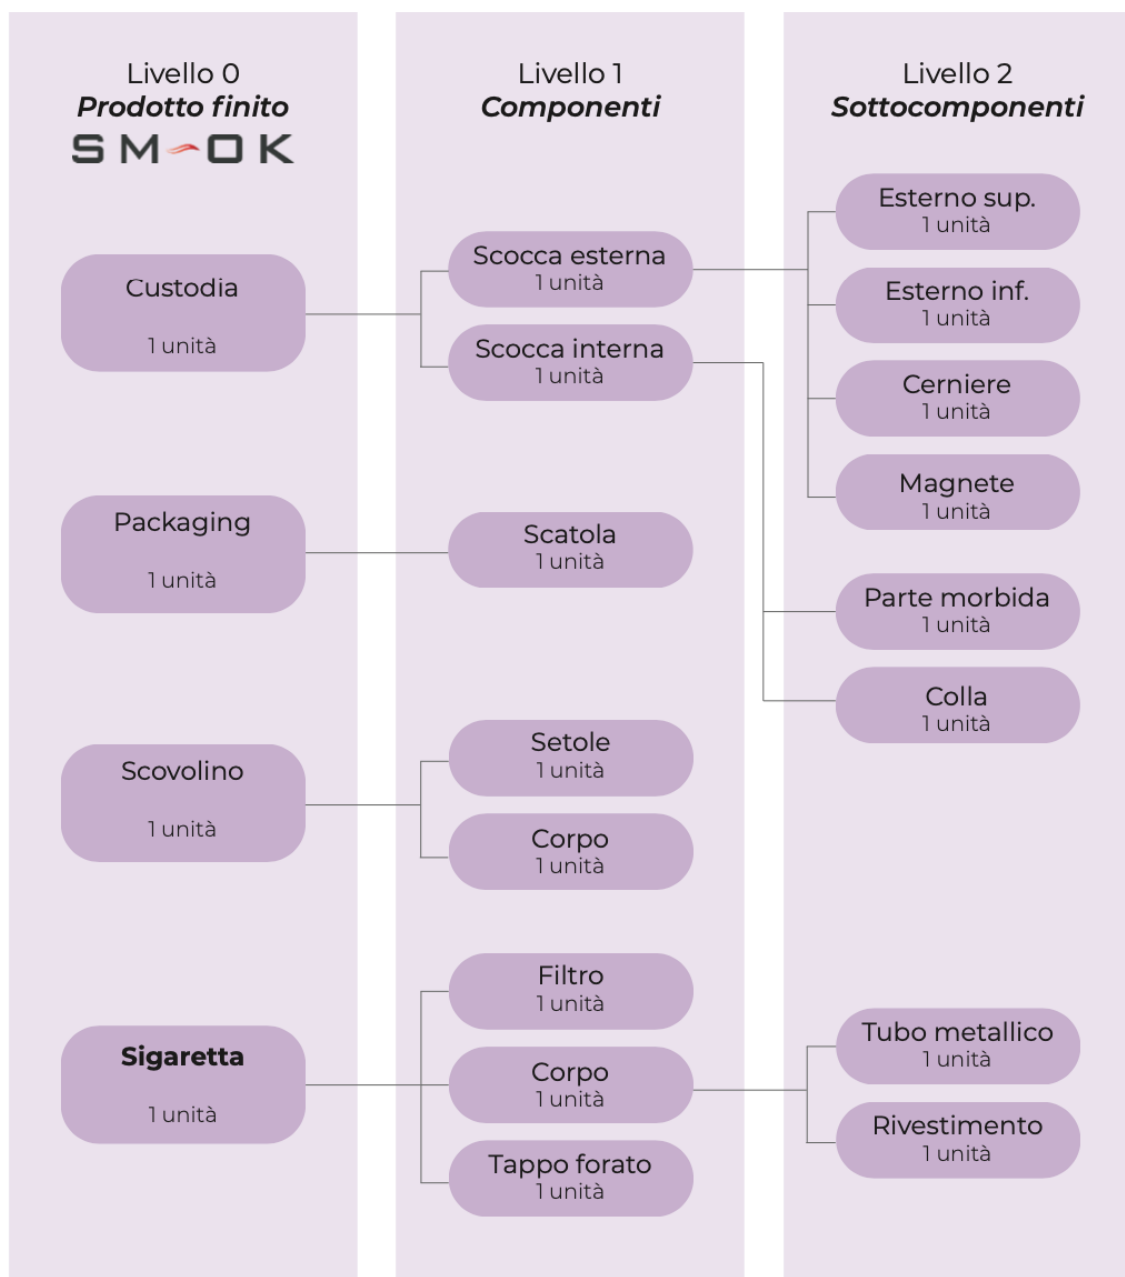 Livello 0
Prodotto finito
SM~OK
Custodia
1 unità
Packaging
1 unità
Scovolino
1 unità
Sigaretta
1 unità
Livello 1
Componenti
Scocca esterna
1 unità
Scocca interna
1 unità
Scatola
1 unità
Setole
1 unità
Corpo
1 unità
Filtro
1 unità
Corpo
1 unità
Tappo forato
1 unità
Livello 2
Sottocomponenti
Esterno sup.
1 unità
Esterno inf.
1 unità
Cerniere
1 unità
Magnete
1 unità
Parte morbida
1 unità
Colla
1 unità
Tubo metallico
1 unità
Rivestimento
1 unità